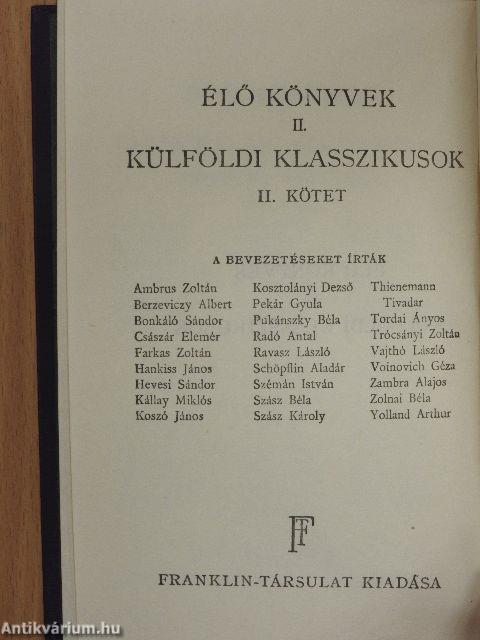 ÉLŐ KÖNYVEK
II.
KÜLFÖLDI KLASSZIKUSOK
II. KÖTET
A BEVEZETÉSEKET ÍRTÁK
Ambrus Zoltán
Berzeviczy Albert
Bonkáló Sándor
Császár Elemér
Farkas Zoltán
Hankiss János
Hevesi Sándor
Kállay Miklós
Koszó János
Kosztolányi Dezső
Pekár Gyula
Pukánszky Béla
Radó Antal
Ravasz László
Schöpflin Aladár
Szémán István
Szász Béla
Szász Károly
Thienemann
Tivadar
Tordai Ányos
Trócsányi Zoltán
Vajthó László
Voinovich Géza
Zambra Alajos
Zolnai Béla
Yolland Arthur
FT
FRANKLIN-TÁRSULAT KIADÁSA
Antikvárium.hu